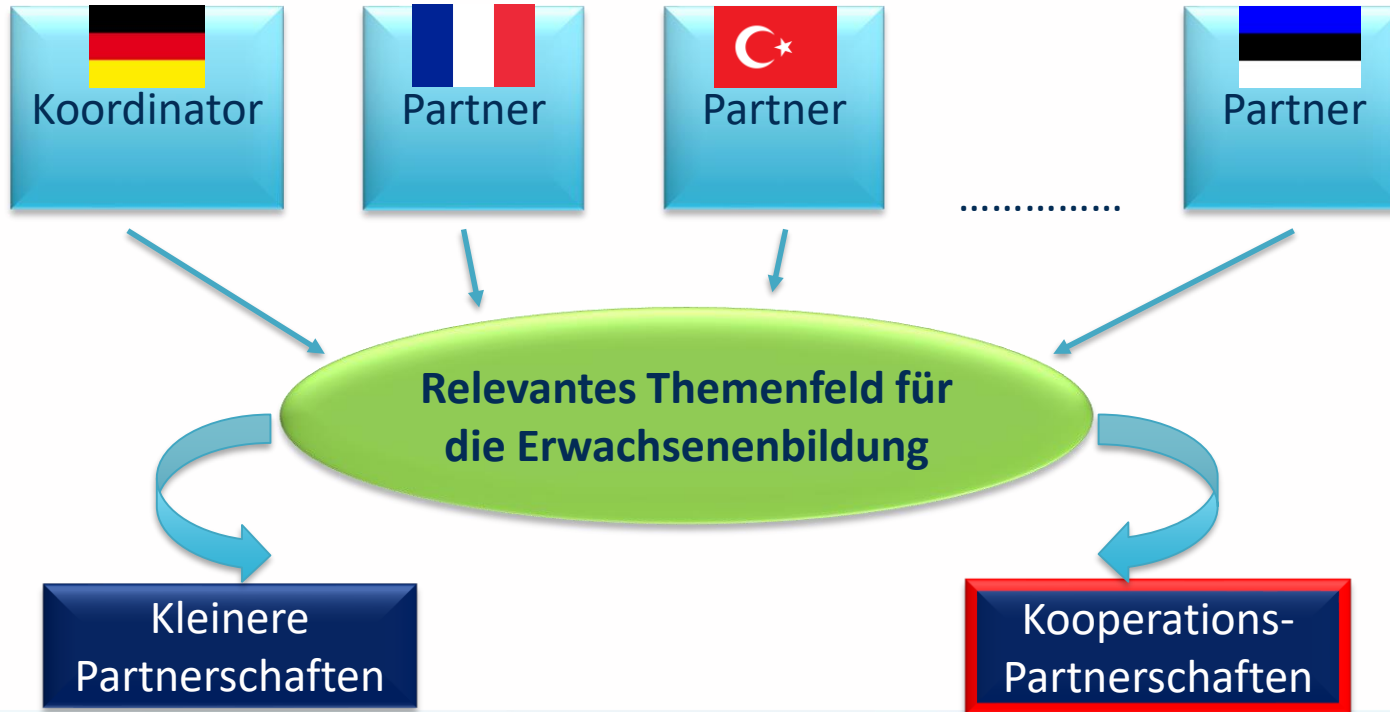 Koordinator
Partner
Partner
……………
Partner
Relevantes Themenfeld für
die Erwachsenenbildung
Kleinere
Partnerschaften
Kooperations-
Partnerschaften